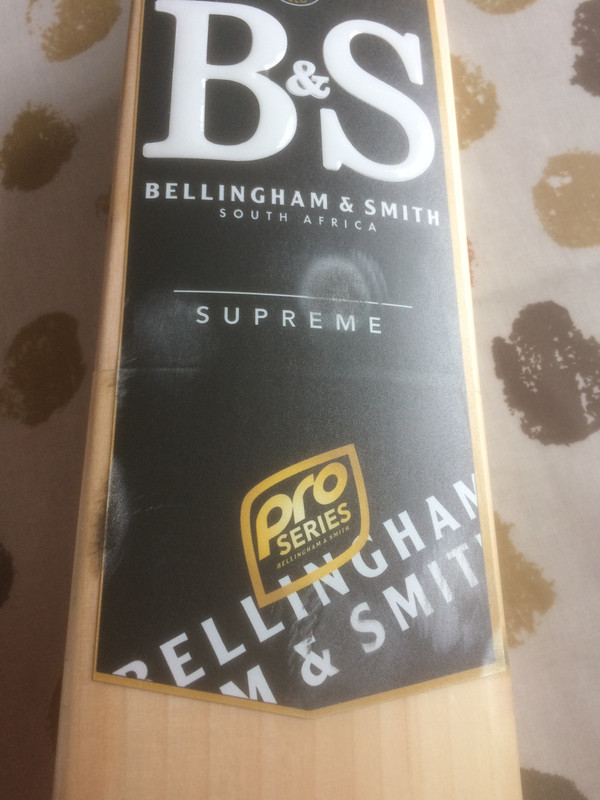 B&S
BELLINGHAM & SMITH
SOUTH AFRICA
SUPREME
pro
SERIES
BELLINGHAM & SMITH
BELLINGHAM
M & SMITH